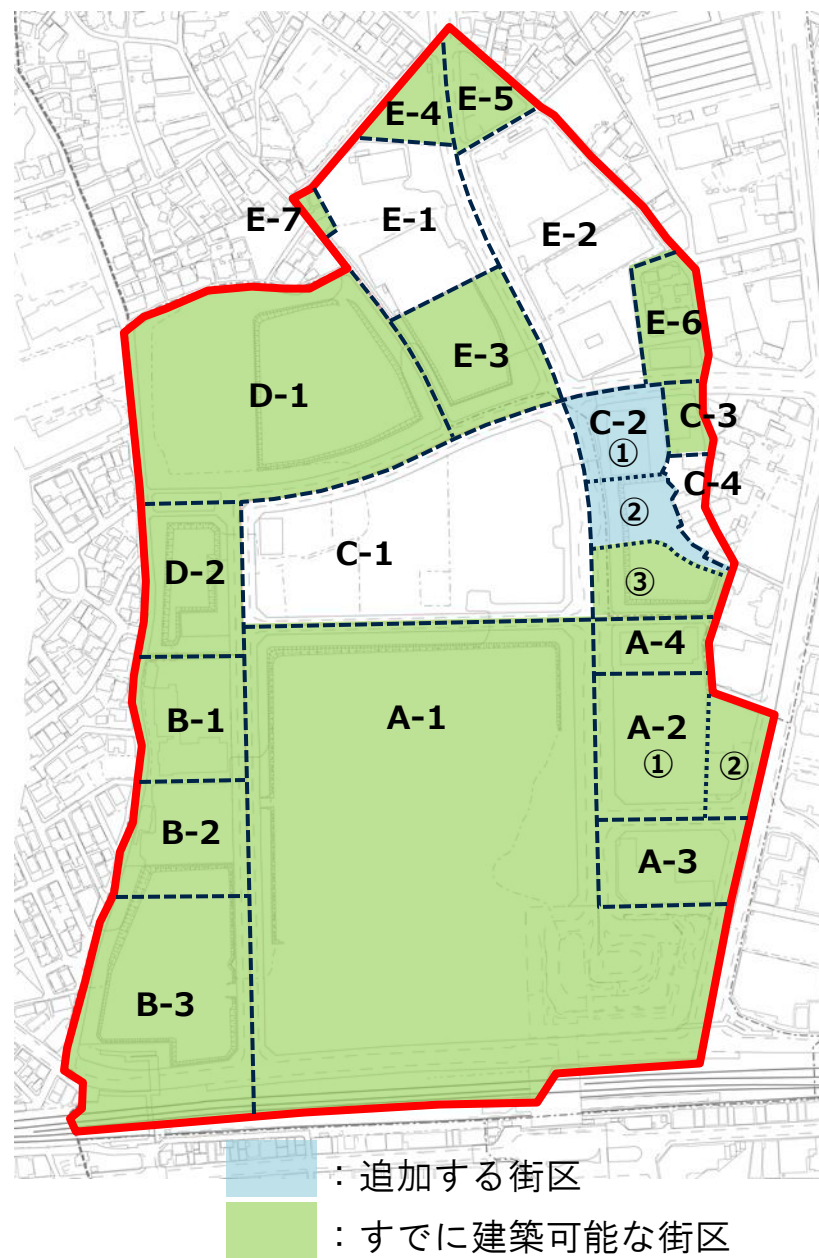 E-5
E-4
E-7
E-1
E-2
E-6
E-3
D-1
C-2
①
C-3
C-4
②
C-1
D-2
③
A-4
B-1
A-1
A-2
①
②
B-2
A-3
B-3
：追加する街区
：すでに建築可能な街区